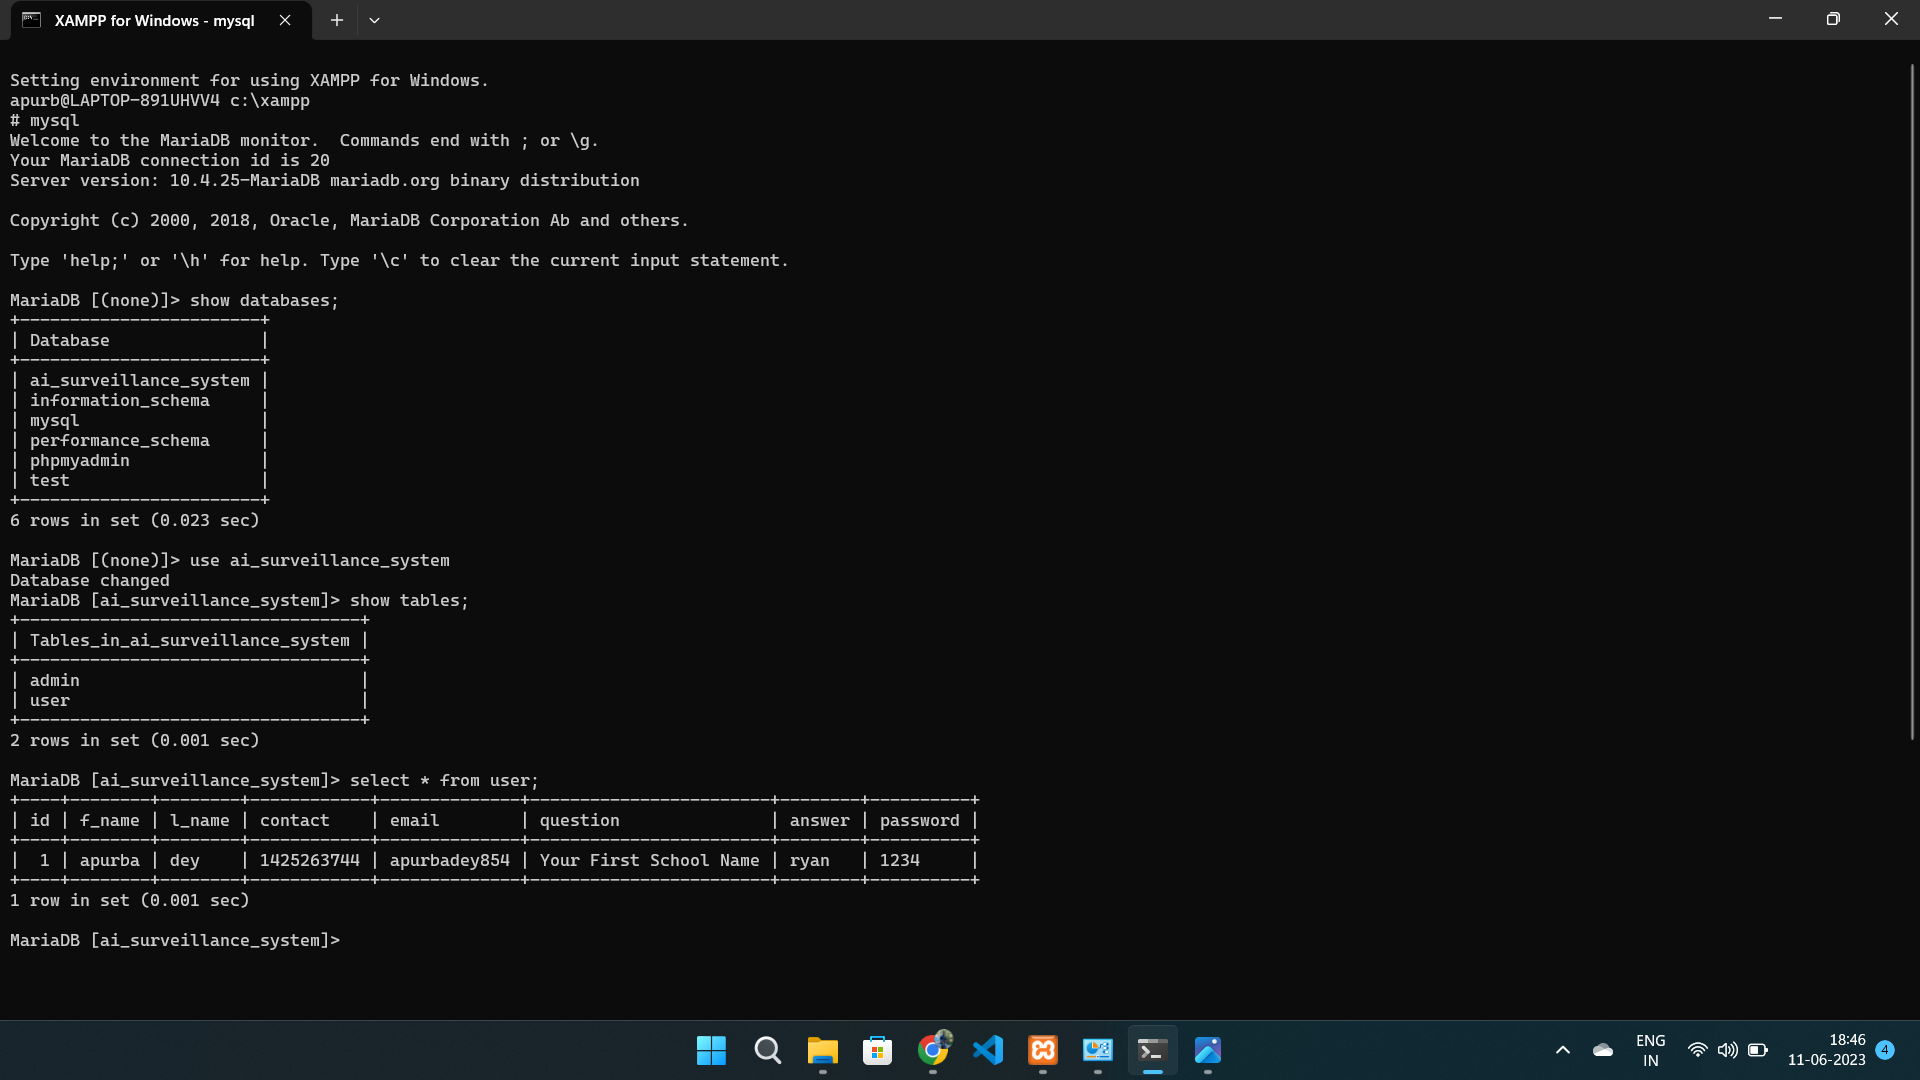 XAMPP for Windows - mysql
Setting environment for using XAMPP for Windows.
apurb@LAPTOP-891UHVV4 c:\xampp
# mysql
Welcome to the MariaDB monitor.  Commands end with ; or \g.
Your MariaDB connection id is 20
Server version: 10.4.25-MariaDB mariadb.org binary distribution
Copyright (c) 2000, 2018, Oracle, MariaDB Corporation Ab and others.
Type 'help;' or '\h' for help. Type '\c' to clear the current input statement.
MariaDB [(none)]> show databases;
+------------------------+
| Database               |
+------------------------+
| ai_surveillance_system |
| information_schema     |
| mysql                  |
| performance_schema     |
| phpmyadmin             |
| test                   |
+------------------------+
6 rows in set (0.023 sec)
MariaDB [(none)]> use ai_surveillance_system
Database changed
MariaDB [ai_surveillance_system]> show tables;
+----------------------------------+
| Tables_in_ai_surveillance_system |
+----------------------------------+
| admin                            |
| user                             |
+----------------------------------+
2 rows in set (0.001 sec)
MariaDB [ai_surveillance_system]> select * from user;
+----+--------+--------+------------+--------------+------------------------+--------+----------+
| id | f_name | l_name | contact    | email        | question               | answer | password |
+----+--------+--------+------------+--------------+------------------------+--------+----------+
|  1 | apurba | dey    | 1425263744 | apurbadey854 | Your First School Name | ryan   | 1234     |
+----+--------+--------+------------+--------------+------------------------+--------+----------+
1 row in set (0.001 sec)
MariaDB [ai_surveillance_system]>
ENG
IN
18:46
11-06-2023
4